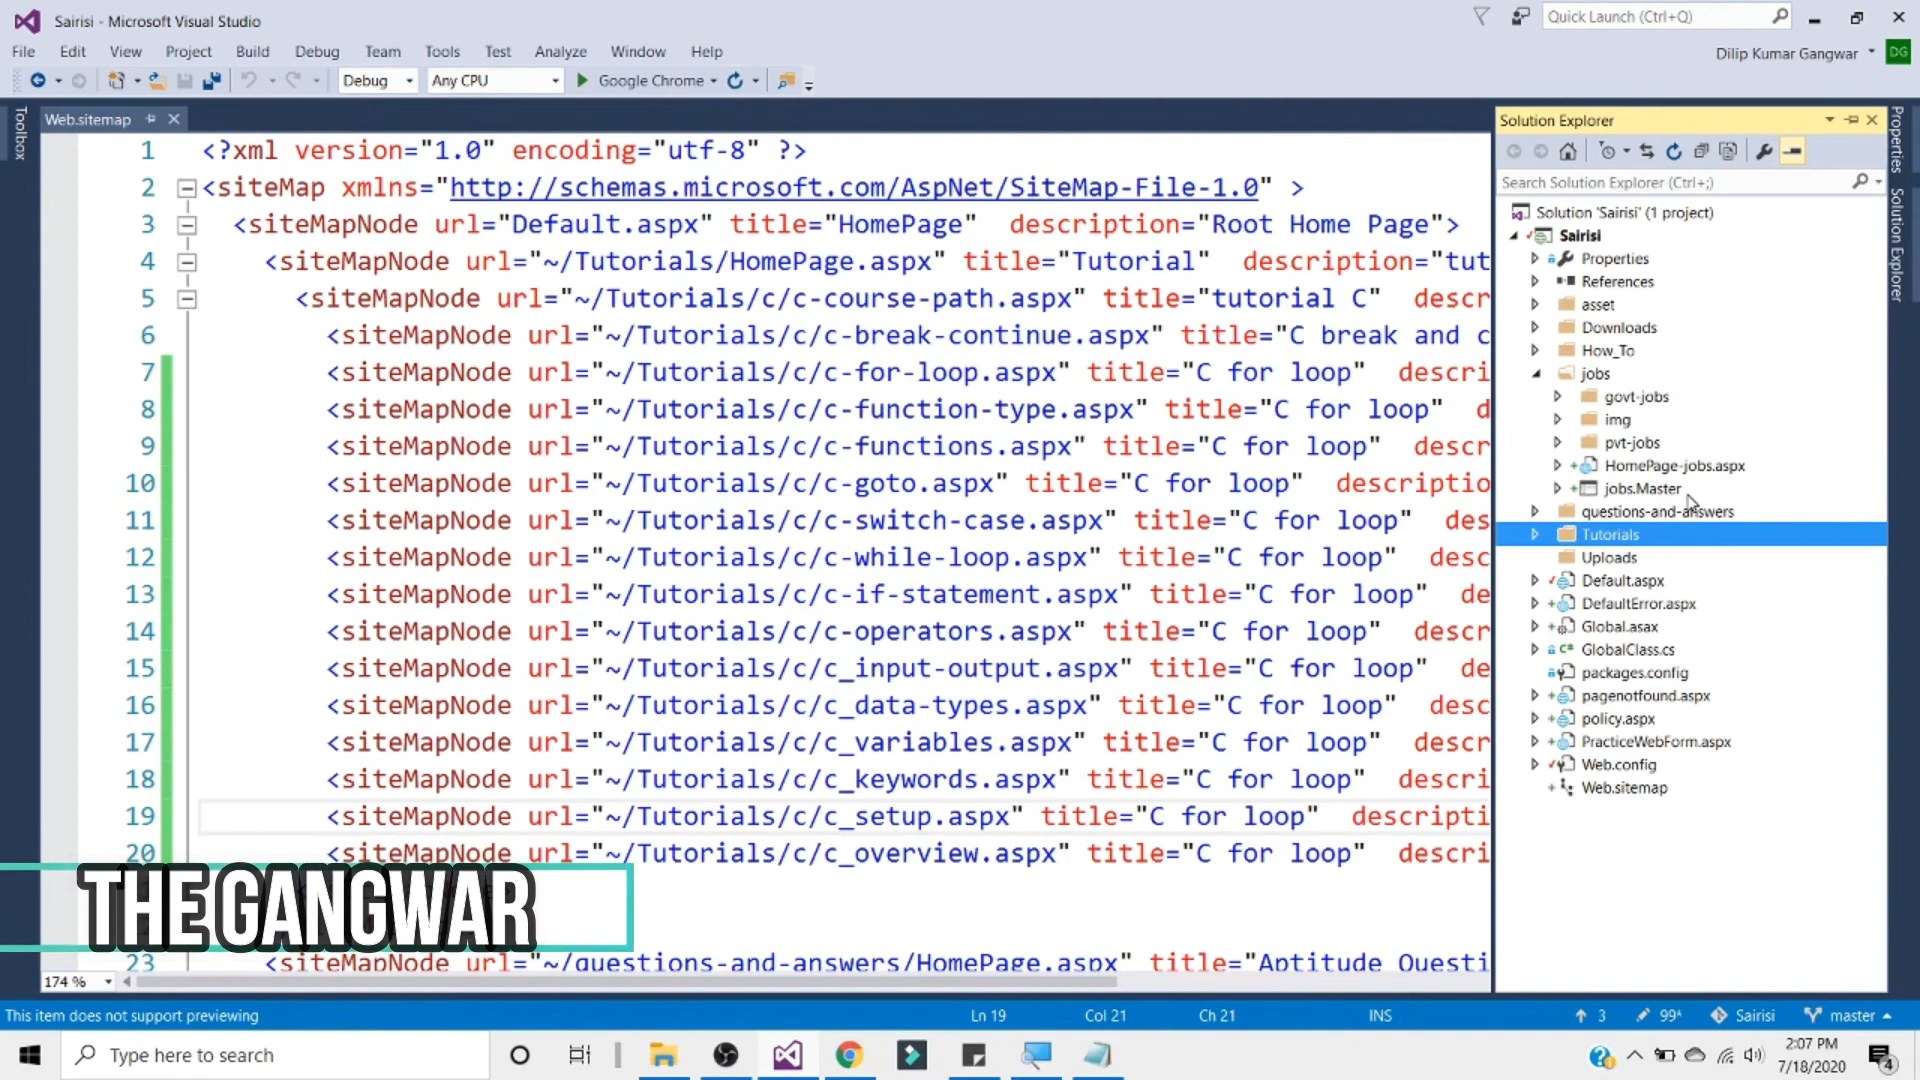 Sairisi - Microsoft Visual Studio
Quick Launch (Ctrl+Q)
File Edit View Project Build Debug Team Tools Test Analyze Window Help
Dilip Kumar Gangwar DG
Debug Any CPU Google Chrome
Toolbox
Web.sitemap
1 <?xml version="1.0" encoding="utf-8" ?>
2 <siteMap xmlns="http://schemas.microsoft.com/AspNet/SiteMap-File-1.0" >
3 <siteMapNode url="Default.aspx" title="HomePage" description="Root Home Page">
4 <siteMapNode url="~/Tutorials/HomePage.aspx" title="Tutorial" description="tut
5 <siteMapNode url="~/Tutorials/c/c-course-path.aspx" title="tutorial C" descr
6 <siteMapNode url="~/Tutorials/c/c-break-continue.aspx" title="C break and c
7 <siteMapNode url="~/Tutorials/c/c-for-loop.aspx" title="C for loop" descri
8 <siteMapNode url="~/Tutorials/c/c-function-type.aspx" title="C for loop" d
9 <siteMapNode url="~/Tutorials/c/c-functions.aspx" title="C for loop" des
10 <siteMapNode url="~/Tutorials/c/c-goto.aspx" title="C for loop" descriptio
11 <siteMapNode url="~/Tutorials/c/c-switch-case.aspx" title="C for loop" des
12 <siteMapNode url="~/Tutorials/c/c-while-loop.aspx" title="C for loop" desc
13 <siteMapNode url="~/Tutorials/c/c-if-statement.aspx" title="C for loop" de
14 <siteMapNode url="~/Tutorials/c/c-operators.aspx" title="C for loop" descr
15 <siteMapNode url="~/Tutorials/c/c_input-output.aspx" title="C for loop" de
16 <siteMapNode url="~/Tutorials/c/c_data-types.aspx" title="C for loop" desc
17 <siteMapNode url="~/Tutorials/c/c_variables.aspx" title="C for loop" descr
18 <siteMapNode url="~/Tutorials/c/c_keywords.aspx" title="C for loop" descri
19 <siteMapNode url="~/Tutorials/c/c_setup.aspx" title="C for loop" descripti
20 <siteMapNode url="~/Tutorials/c/c_overview.aspx" title="C for loop" descri
THE GANGWAR
23 <siteMapNode url="~/questions-and-answers/HomePage.aspx" title="Aptitude Questi
174 %
Solution Explorer
Search Solution Explorer (Ctrl+;)
Solution 'Sairisi' (1 project)
Sairisi
Properties
References
asset
Downloads
How_To
jobs
govt-jobs
img
pvt-jobs
HomePage-jobs.aspx
jobs.Master
questions-and-answers
Tutorials
Uploads
Default.aspx
DefaultError.aspx
Global.asax
GlobalClass.cs
packages.config
pagenotfound.aspx
policy.aspx
PracticeWebForm.aspx
Web.config
Web.sitemap
Properties
Solution Explorer
This item does not support previewing Ln 19 Col 21 Ch 21 INS 3 99* Sairisi master
Type here to search
2:07 PM
7/18/2020
4